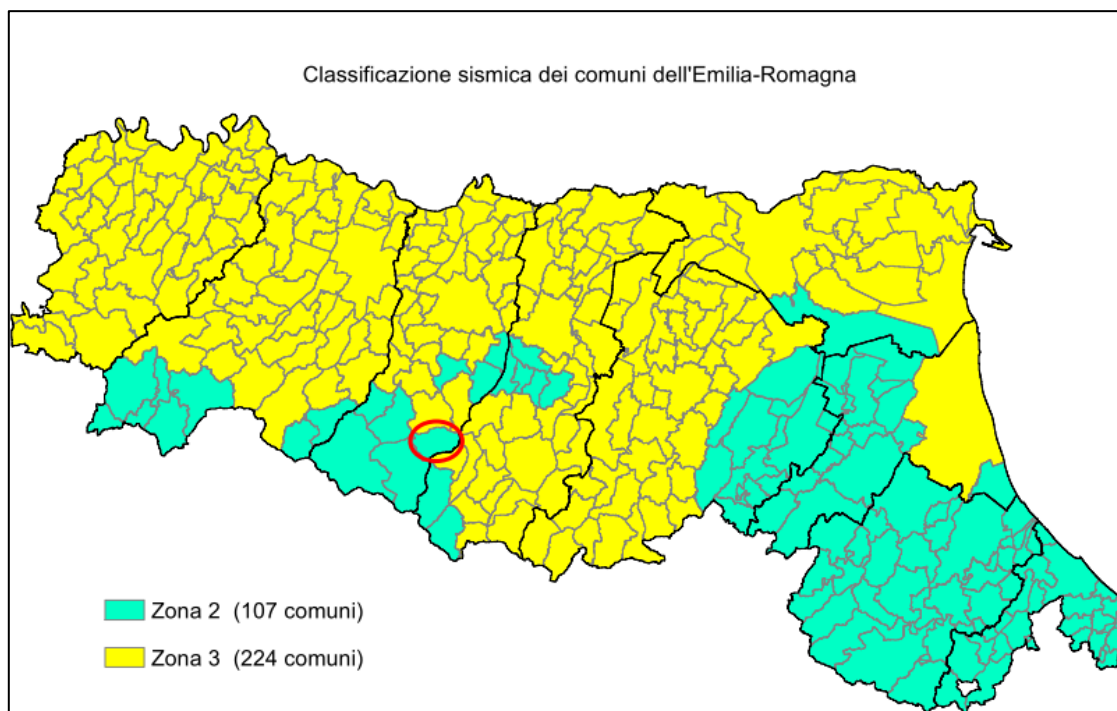 Classificazione sismica dei comuni dell'Emilia-Romagna
Zona 2 (107 comuni)
Zona 3 (224 comuni)